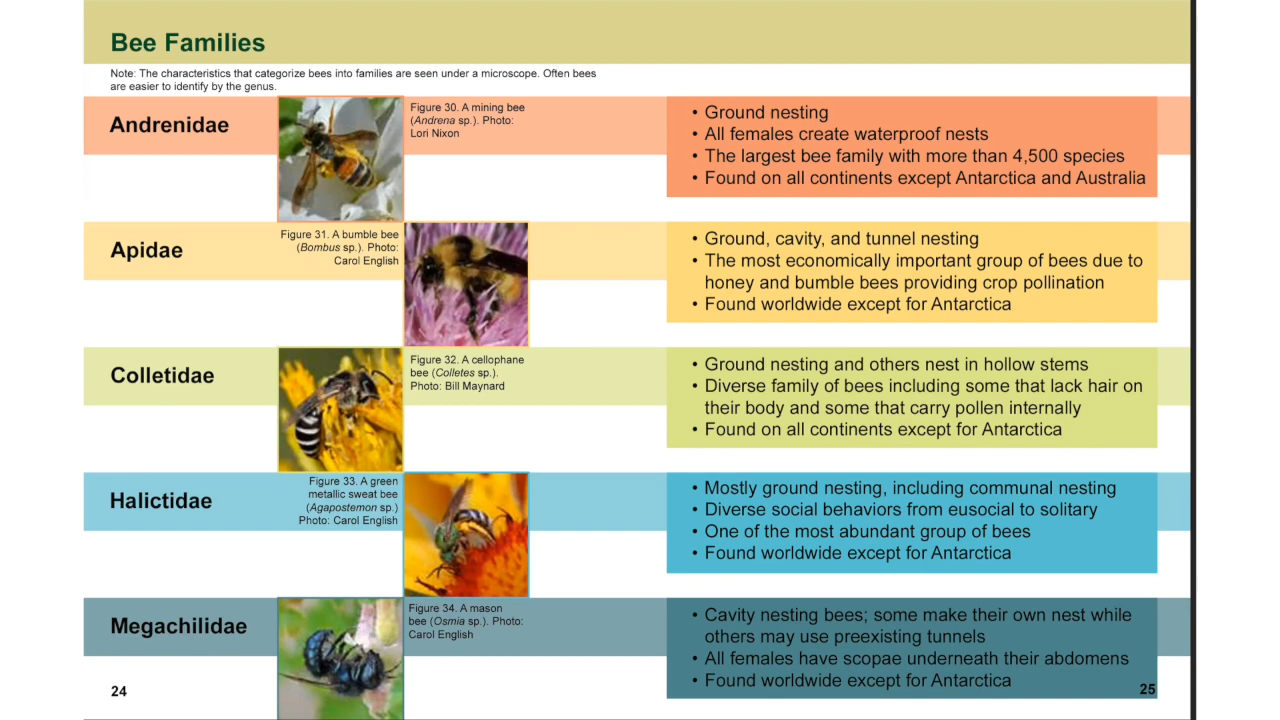 Bee Families
Note: The characteristics that categorize bees into families are seen under a microscope. Often bees
are easier to identify by the genus.
Andrenidae
Figure 30. A mining bee
(Andrena sp.). Photo:
Lori Nixon
• Ground nesting
• All females create waterproof nests
• The largest bee family with more than 4,500 species
• Found on all continents except Antarctica and Australia
Apidae
Figure 31. A bumble bee
(Bombus sp.). Photo:
Carol English
• Ground, cavity, and tunnel nesting
• The most economically important group of bees due to
honey and bumble bees providing crop pollination
• Found worldwide except for Antarctica
Colletidae
Figure 32. A cellophane
bee (Colletes sp.).
Photo: Bill Maynard
• Ground nesting and others nest in hollow stems
• Diverse family of bees including some that lack hair on
their body and some that carry pollen internally
• Found on all continents except for Antarctica
Halictidae
Figure 33. A green
metallic sweat bee
(Agapostemon sp.)
Photo: Carol English
• Mostly ground nesting, including communal nesting
• Diverse social behaviors from eusocial to solitary
• One of the most abundant group of bees
• Found worldwide except for Antarctica
Megachilidae
Figure 34. A mason
bee (Osmia sp.). Photo:
Carol English
• Cavity nesting bees; some make their own nest while
others may use preexisting tunnels
• All females have scopae underneath their abdomens
• Found worldwide except for Antarctica
24
25